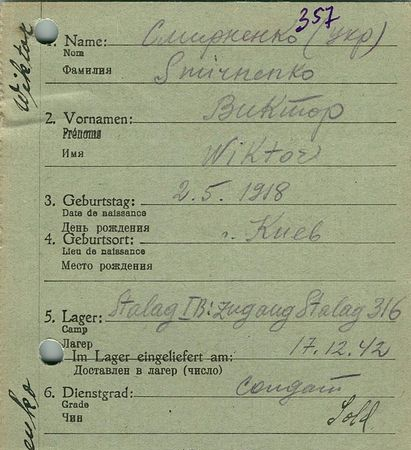 357
1. Name: Смирненко (укр)
Nom
Фамилия Smirnenko
2. Vornamen: Виктор
Prénoms
Имя Wiktor
3. Geburtstag: 2.5.1918
Date de naissance
День рождения
4. Geburtsort: г. Киев
Lieu de naissance
Место рождения
5. Lager: Stalag IB: Zugang Stalag 316
Camp
Лагерь
Im Lager eingeliefert am: 17.12.42
Доставлен в лагерь (число)
6. Dienstgrad: солдат
Grade
Чин Sold.
Wiktor
enko